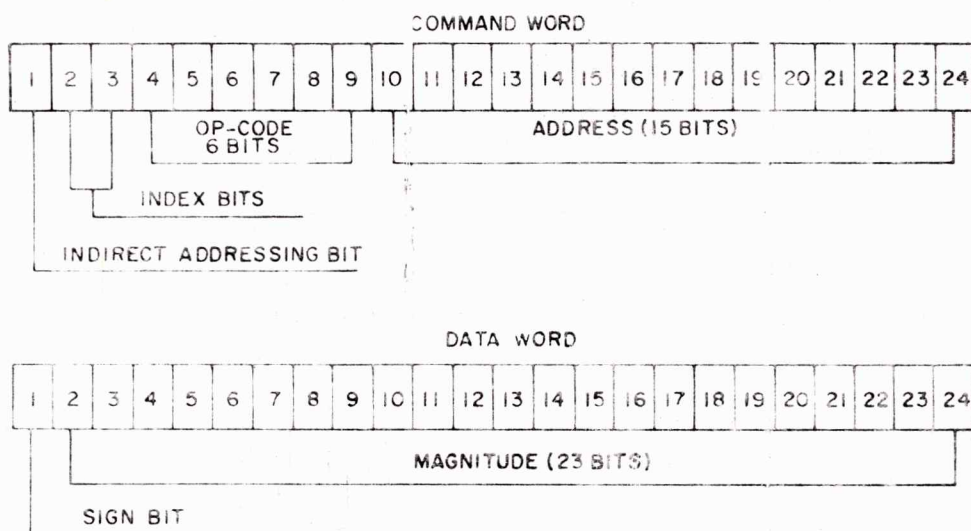 COMMAND WORD
1 2 3 4 5 6 7 8 9 10 11 12 13 14 15 16 17 18 19 20 21 22 23 24
OP-CODE
6 BITS
ADDRESS (15 BITS)
INDEX BITS
INDIRECT ADDRESSING BIT
DATA WORD
1 2 3 4 5 6 7 8 9 10 11 12 13 14 15 16 17 18 19 20 21 22 23 24
MAGNITUDE (23 BITS)
SIGN BIT